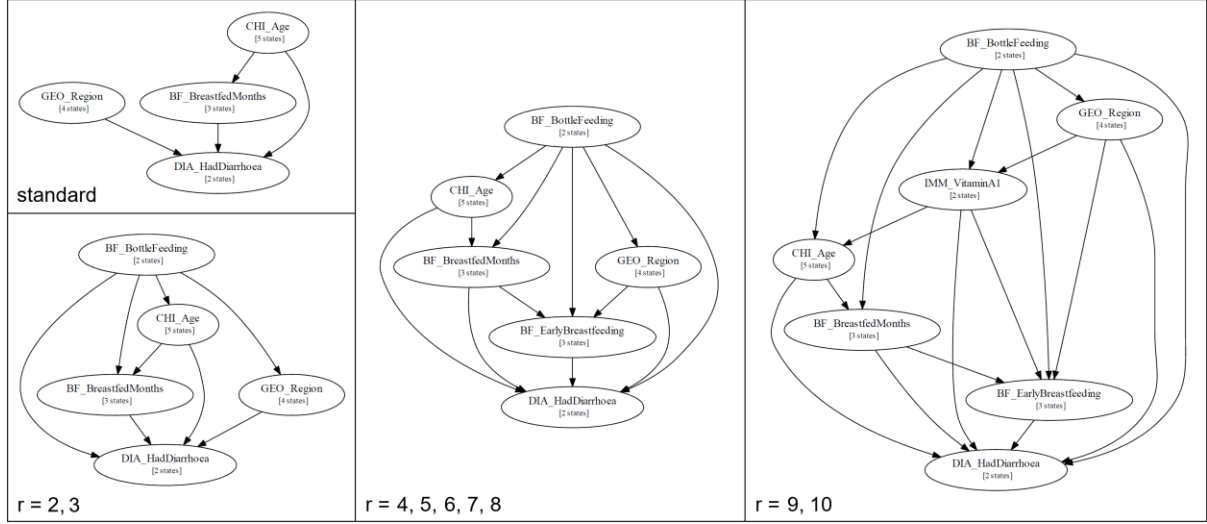 CHI_Age
[5 states]
GEO_Region
[4 states]
BF_BreastfedMonths
[3 states]
DIA_HadDiarrhoea
[2 states]
standard
BF_BottleFeeding
[2 states]
CHI_Age
[5 states]
BF_BreastfedMonths
[3 states]
GEO_Region
[4 states]
DIA_HadDiarrhoea
[2 states]
r = 2, 3
BF_BottleFeeding
[2 states]
CHI_Age
[5 states]
BF_BreastfedMonths
[3 states]
GEO_Region
[4 states]
BF_EarlyBreastfeeding
[3 states]
DIA_HadDiarrhoea
[2 states]
r = 4, 5, 6, 7, 8
BF_BottleFeeding
[2 states]
GEO_Region
[4 states]
IMM_VitaminA1
[2 states]
CHI_Age
[5 states]
BF_BreastfedMonths
[3 states]
BF_EarlyBreastfeeding
[3 states]
DIA_HadDiarrhoea
[2 states]
r = 9, 10